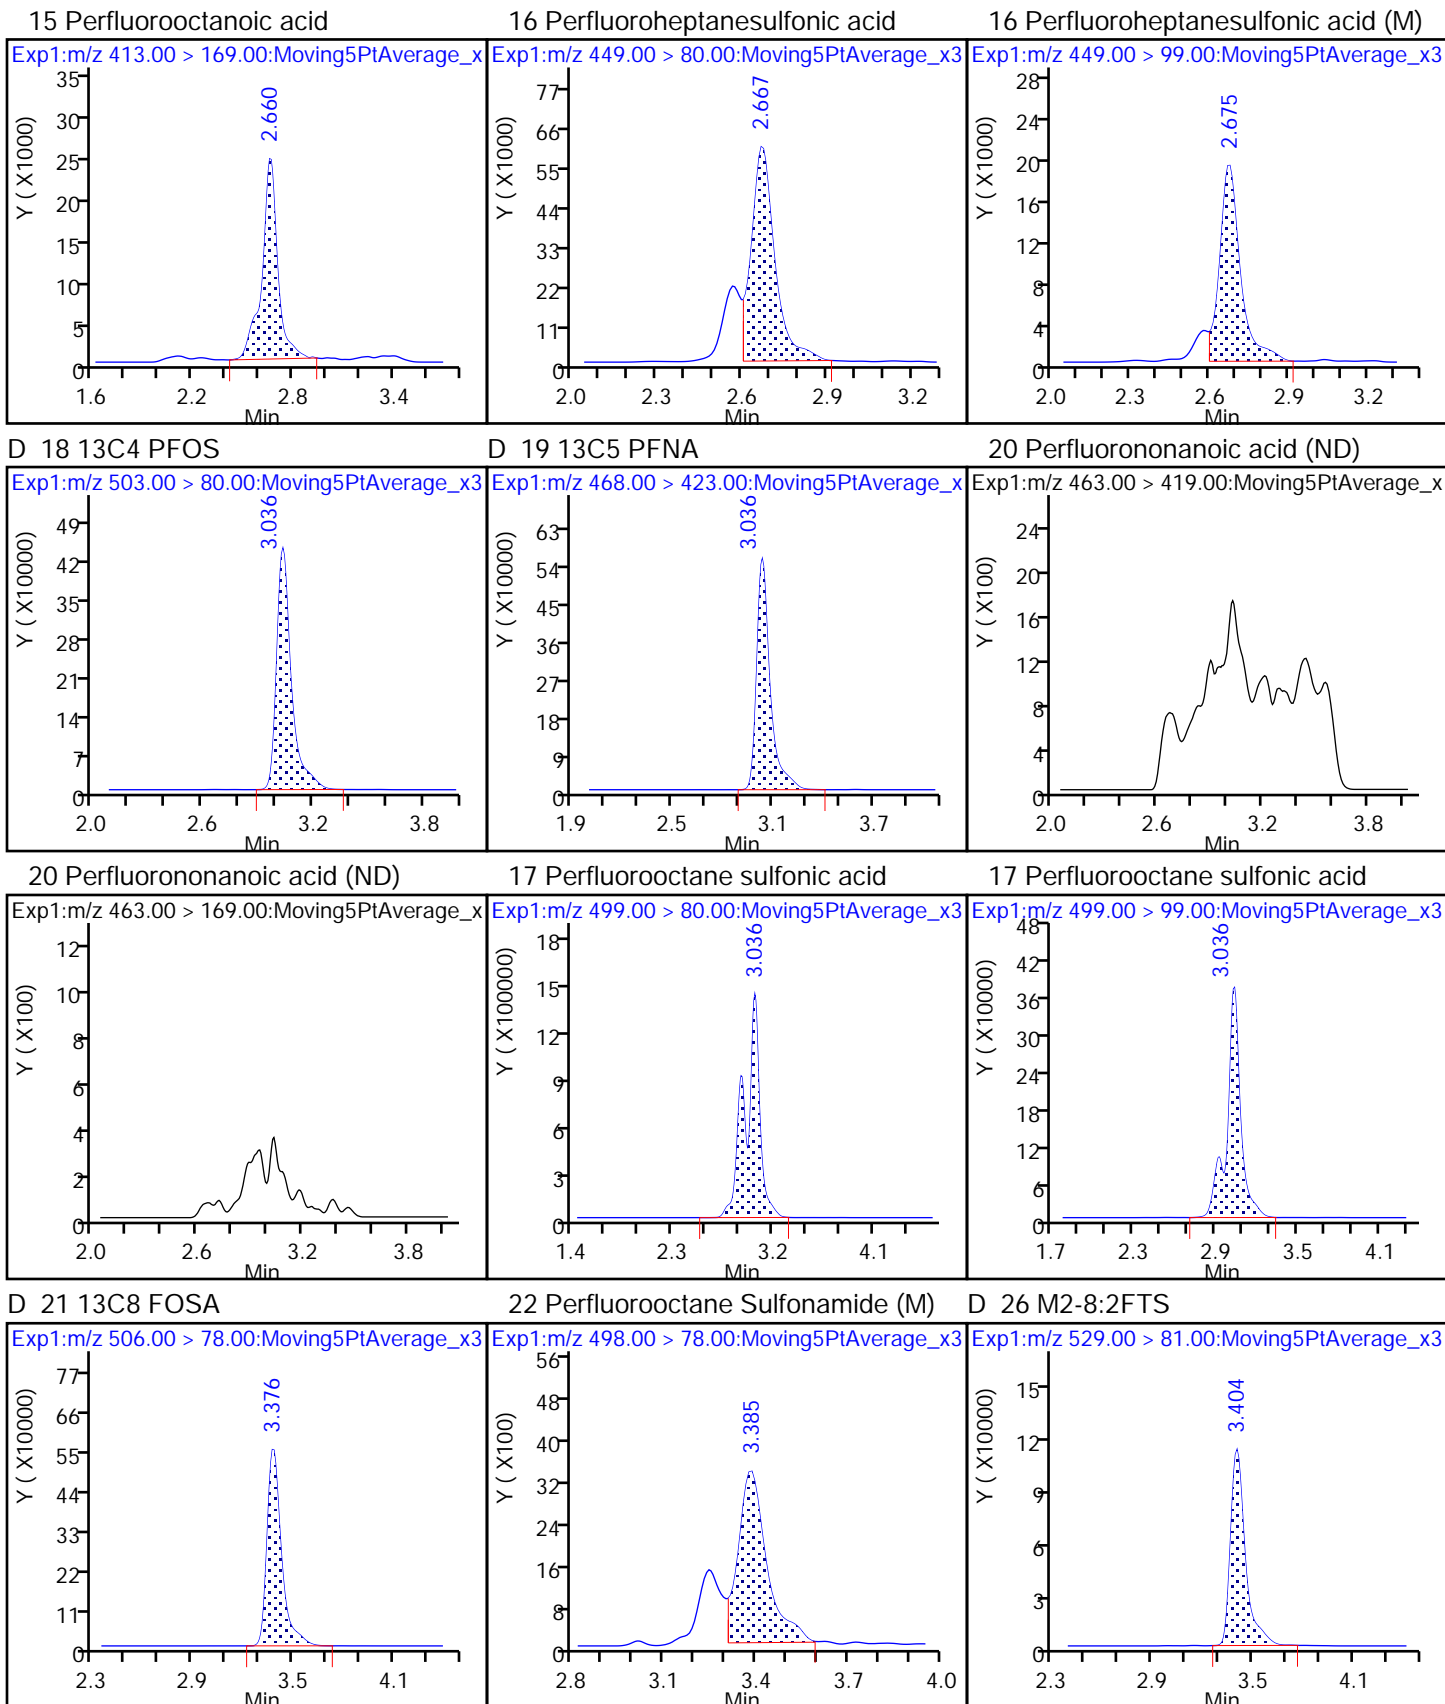 15 Perfluorooctanoic acid
Exp1:m/z 413.00 > 169.00:Moving5PtAverage_x
Y ( X1000)
35
30
25
20
15
10
5
0
2.660
1.6 2.2 2.8 3.4
Min
16 Perfluoroheptanesulfonic acid
Exp1:m/z 449.00 > 80.00:Moving5PtAverage_x3
Y ( X1000)
77
66
55
44
33
22
11
0
2.667
2.0 2.3 2.6 2.9 3.2
Min
16 Perfluoroheptanesulfonic acid (M)
Exp1:m/z 449.00 > 99.00:Moving5PtAverage_x3
Y ( X1000)
28
24
20
16
12
8
4
0
2.675
2.0 2.3 2.6 2.9 3.2
Min
D 18 13C4 PFOS
Exp1:m/z 503.00 > 80.00:Moving5PtAverage_x3
Y ( X10000)
49
42
35
28
21
14
7
0
3.036
2.0 2.6 3.2 3.8
Min
D 19 13C5 PFNA
Exp1:m/z 468.00 > 423.00:Moving5PtAverage_x
Y ( X10000)
63
54
45
36
27
18
9
0
3.036
1.9 2.5 3.1 3.7
Min
20 Perfluorononanoic acid (ND)
Exp1:m/z 463.00 > 419.00:Moving5PtAverage_x
Y ( X100)
24
20
16
12
8
4
0
2.0 2.6 3.2 3.8
Min
20 Perfluorononanoic acid (ND)
Exp1:m/z 463.00 > 169.00:Moving5PtAverage_x
Y ( X100)
12
10
8
6
4
2
0
2.0 2.6 3.2 3.8
Min
17 Perfluorooctane sulfonic acid
Exp1:m/z 499.00 > 80.00:Moving5PtAverage_x3
Y ( X100000)
18
15
12
9
6
3
0
3.036
1.4 2.3 3.2 4.1
Min
17 Perfluorooctane sulfonic acid
Exp1:m/z 499.00 > 99.00:Moving5PtAverage_x3
Y ( X10000)
48
42
36
30
24
18
12
6
0
3.036
1.7 2.3 2.9 3.5 4.1
Min
D 21 13C8 FOSA
Exp1:m/z 506.00 > 78.00:Moving5PtAverage_x3
Y ( X10000)
77
66
55
44
33
22
11
0
3.376
2.3 2.9 3.5 4.1
Min
22 Perfluorooctane Sulfonamide (M)
Exp1:m/z 498.00 > 78.00:Moving5PtAverage_x3
Y ( X100)
56
48
40
32
24
16
8
0
3.385
2.8 3.1 3.4 3.7 4.0
Min
D 26 M2-8:2FTS
Exp1:m/z 529.00 > 81.00:Moving5PtAverage_x3
Y ( X10000)
15
12
9
6
3
0
3.404
2.3 2.9 3.5 4.1
Min